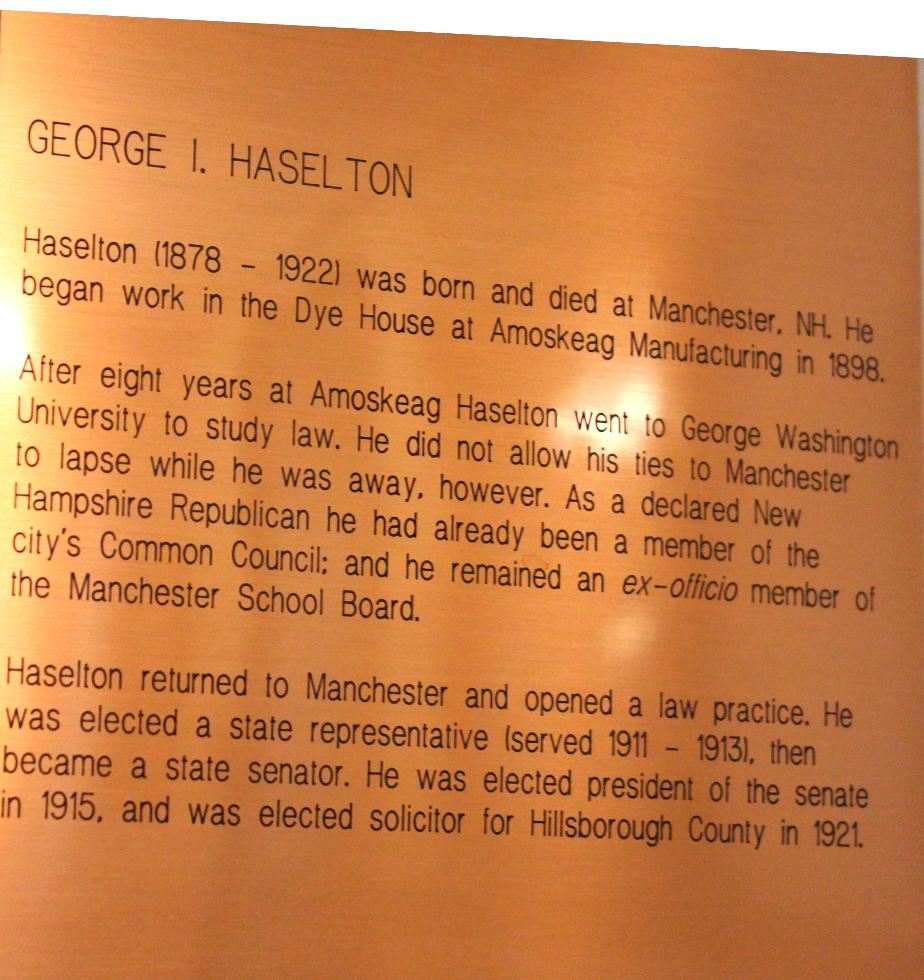 GEORGE I. HASELTON
Haselton (1878 - 1922) was born and died at Manchester, NH. He
began work in the Dye House at Amoskeag Manufacturing in 1898.
After eight years at Amoskeag Haselton went to George Washington
University to study law. He did not allow his ties to Manchester
to lapse while he was away, however. As a declared New
Hampshire Republican he had already been a member of the
city's Common Council; and he remained an ex-officio member of
the Manchester School Board.
Haselton returned to Manchester and opened a law practice. He
was elected a state representative (served 1911 - 1913), then
became a state senator. He was elected president of the senate
in 1915, and was elected solicitor for Hillsborough County in 1921.